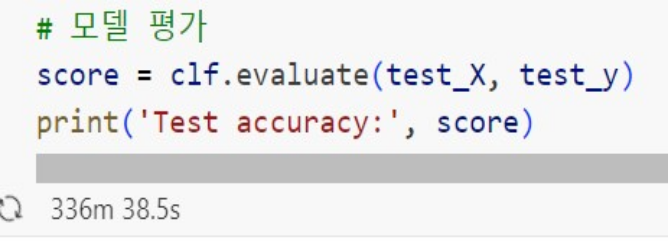 # 모델 평가
score = clf.evaluate(test_X, test_y)
print('Test accuracy:', score)
336m 38.5s